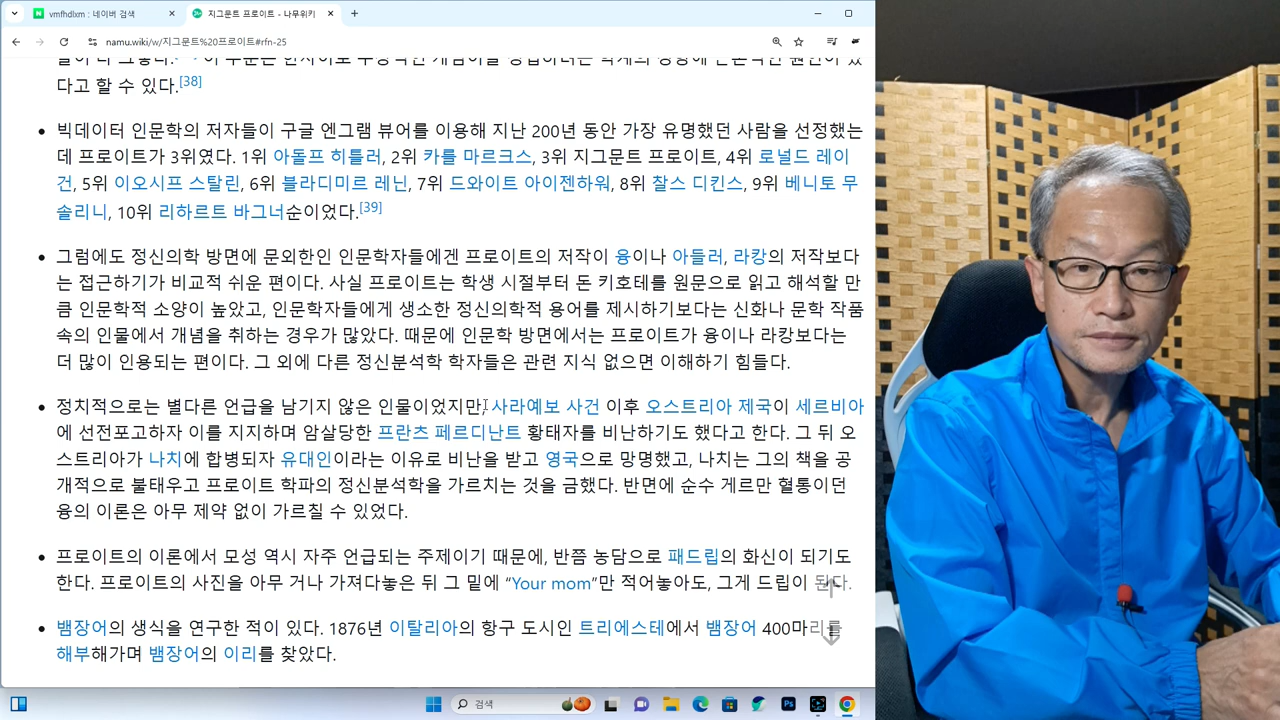 vmfhdlxm : 네이버 검색
지그문트 프로이트 - 나무위키
namu.wiki/w/지그문트%20프로이트#rfn-25
다고 할 수 있다.[38]
빅데이터 인문학의 저자들이 구글 엔그램 뷰어를 이용해 지난 200년 동안 가장 유명했던 사람을 선정했는
데 프로이트가 3위였다. 1위 아돌프 히틀러, 2위 카를 마르크스, 3위 지그문트 프로이트, 4위 로널드 레이
건, 5위 이오시프 스탈린, 6위 블라디미르 레닌, 7위 드와이트 아이젠하워, 8위 찰스 디킨스, 9위 베니토 무
솔리니, 10위 리하르트 바그너순이었다.[39]
그럼에도 정신의학 방면에 문외한인 인문학자들에겐 프로이트의 저작이 융이나 아들러, 라캉의 저작보다
는 접근하기가 비교적 쉬운 편이다. 사실 프로이트는 학생 시절부터 돈 키호테를 원문으로 읽고 해석할 만
큼 인문학적 소양이 높았고, 인문학자들에게 생소한 정신의학적 용어를 제시하기보다는 신화나 문학 작품
속의 인물에서 개념을 취하는 경우가 많았다. 때문에 인문학 방면에서는 프로이트가 융이나 라캉보다는
더 많이 인용되는 편이다. 그 외에 다른 정신분석학 학자들은 관련 지식 없으면 이해하기 힘들다.
정치적으로는 별다른 언급을 남기지 않은 인물이었지만, 사라예보 사건 이후 오스트리아 제국이 세르비아
에 선전포고하자 이를 지지하며 암살당한 프란츠 페르디난트 황태자를 비난하기도 했다고 한다. 그 뒤 오
스트리아가 나치에 합병되자 유대인이라는 이유로 비난을 받고 영국으로 망명했고, 나치는 그의 책을 공
개적으로 불태우고 프로이트 학파의 정신분석학을 가르치는 것을 금했다. 반면에 순수 게르만 혈통이던
융의 이론은 아무 제약 없이 가르칠 수 있었다.
프로이트의 이론에서 모성 역시 자주 언급되는 주제이기 때문에, 반쯤 농담으로 패드립의 화신이 되기도
한다. 프로이트의 사진을 아무 거나 가져다놓은 뒤 그 밑에 “Your mom”만 적어놓아도, 그게 드립이 된다.
뱀장어의 생식을 연구한 적이 있다. 1876년 이탈리아의 항구 도시인 트리에스테에서 뱀장어 400마리를
해부해가며 뱀장어의 이리를 찾았다.
검색
Ps